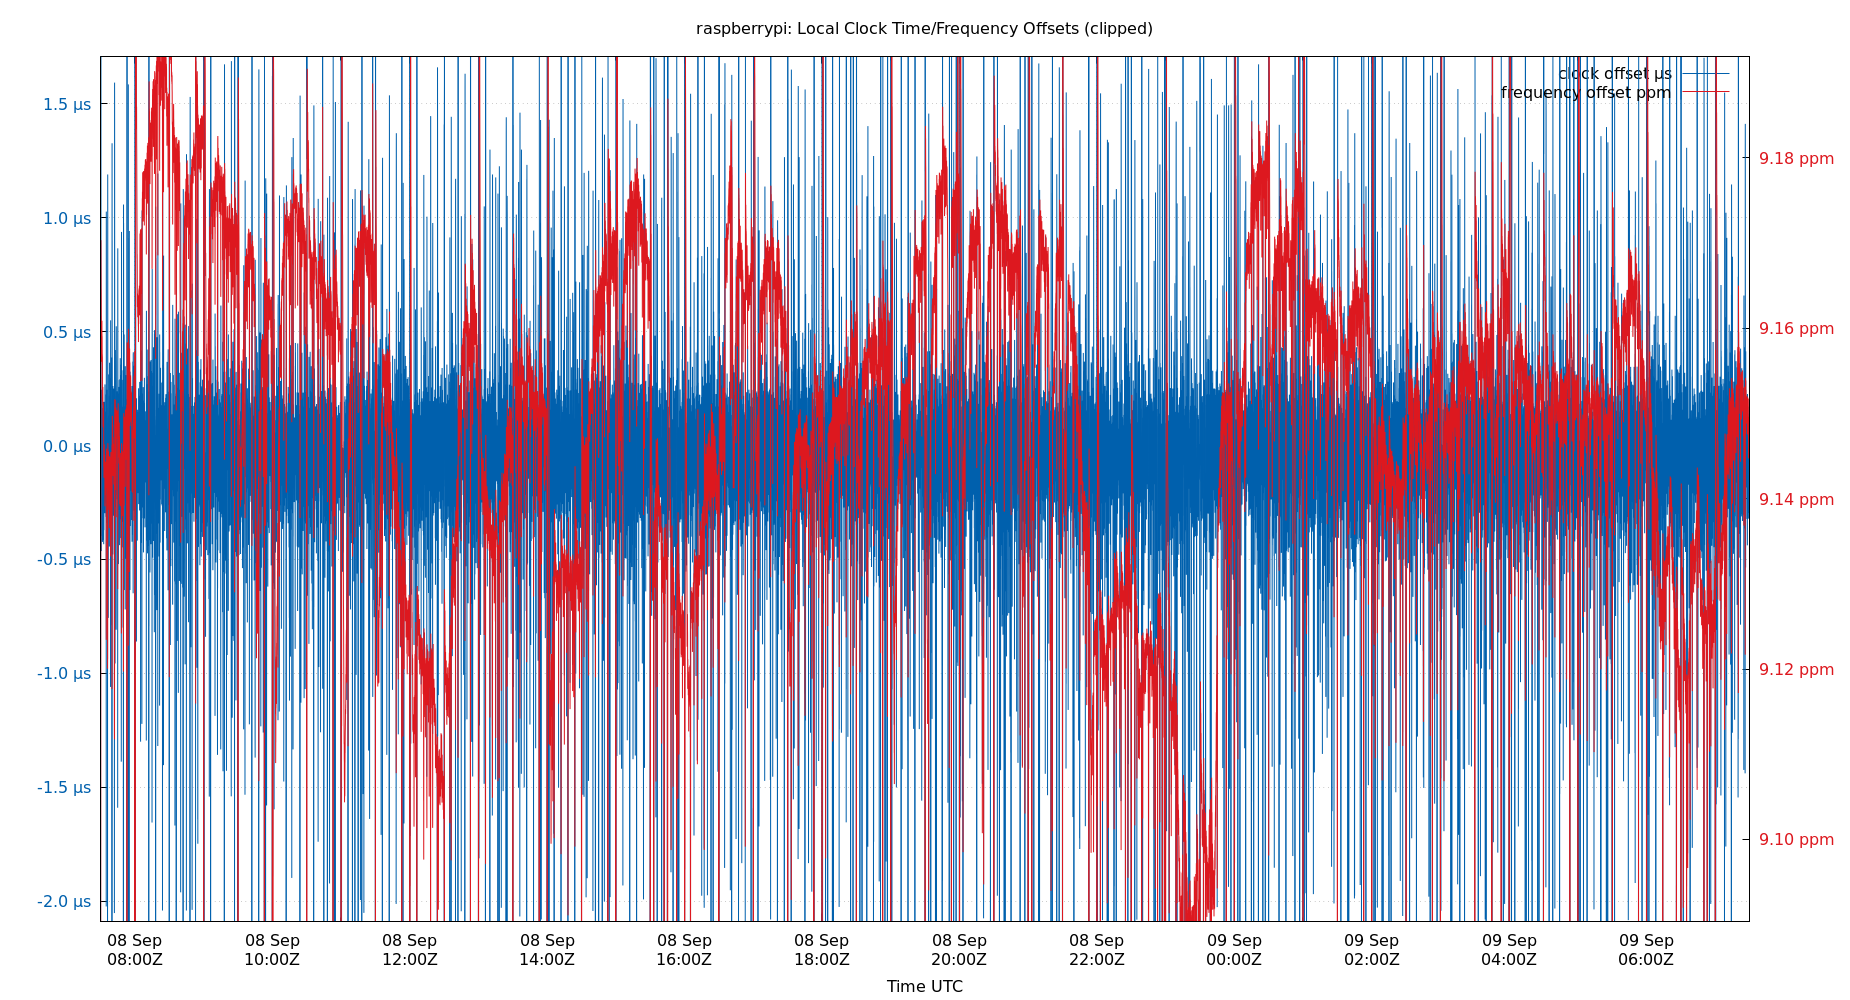 raspberrypi: Local Clock Time/Frequency Offsets (clipped)
clock offset µs
frequency offset ppm
1.5 µs
1.0 µs
0.5 µs
0.0 µs
-0.5 µs
-1.0 µs
-1.5 µs
-2.0 µs
9.18 ppm
9.16 ppm
9.14 ppm
9.12 ppm
9.10 ppm
08 Sep 08 Sep 08 Sep 08 Sep 08 Sep 08 Sep 08 Sep 08 Sep 09 Sep 09 Sep 09 Sep 09 Sep
08:00Z 10:00Z 12:00Z 14:00Z 16:00Z 18:00Z 20:00Z 22:00Z 00:00Z 02:00Z 04:00Z 06:00Z
Time UTC